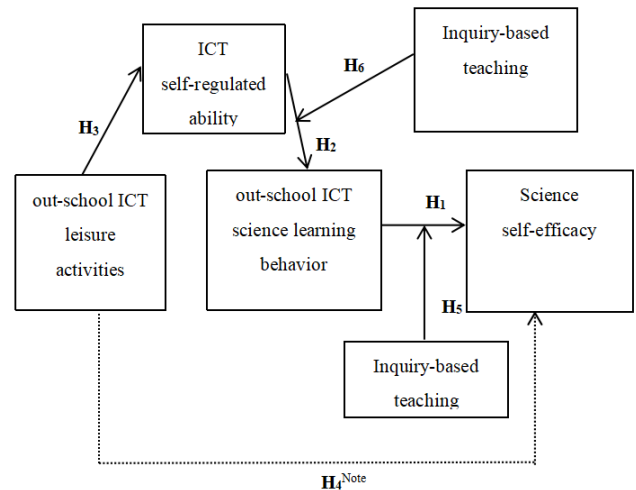 ICT
self-regulated
ability
Inquiry-based
teaching
H6
H3
H2
out-school ICT
leisure
activities
out-school ICT
science learning
behavior
H1
Science
self-efficacy
H5
Inquiry-based
teaching
H4Note